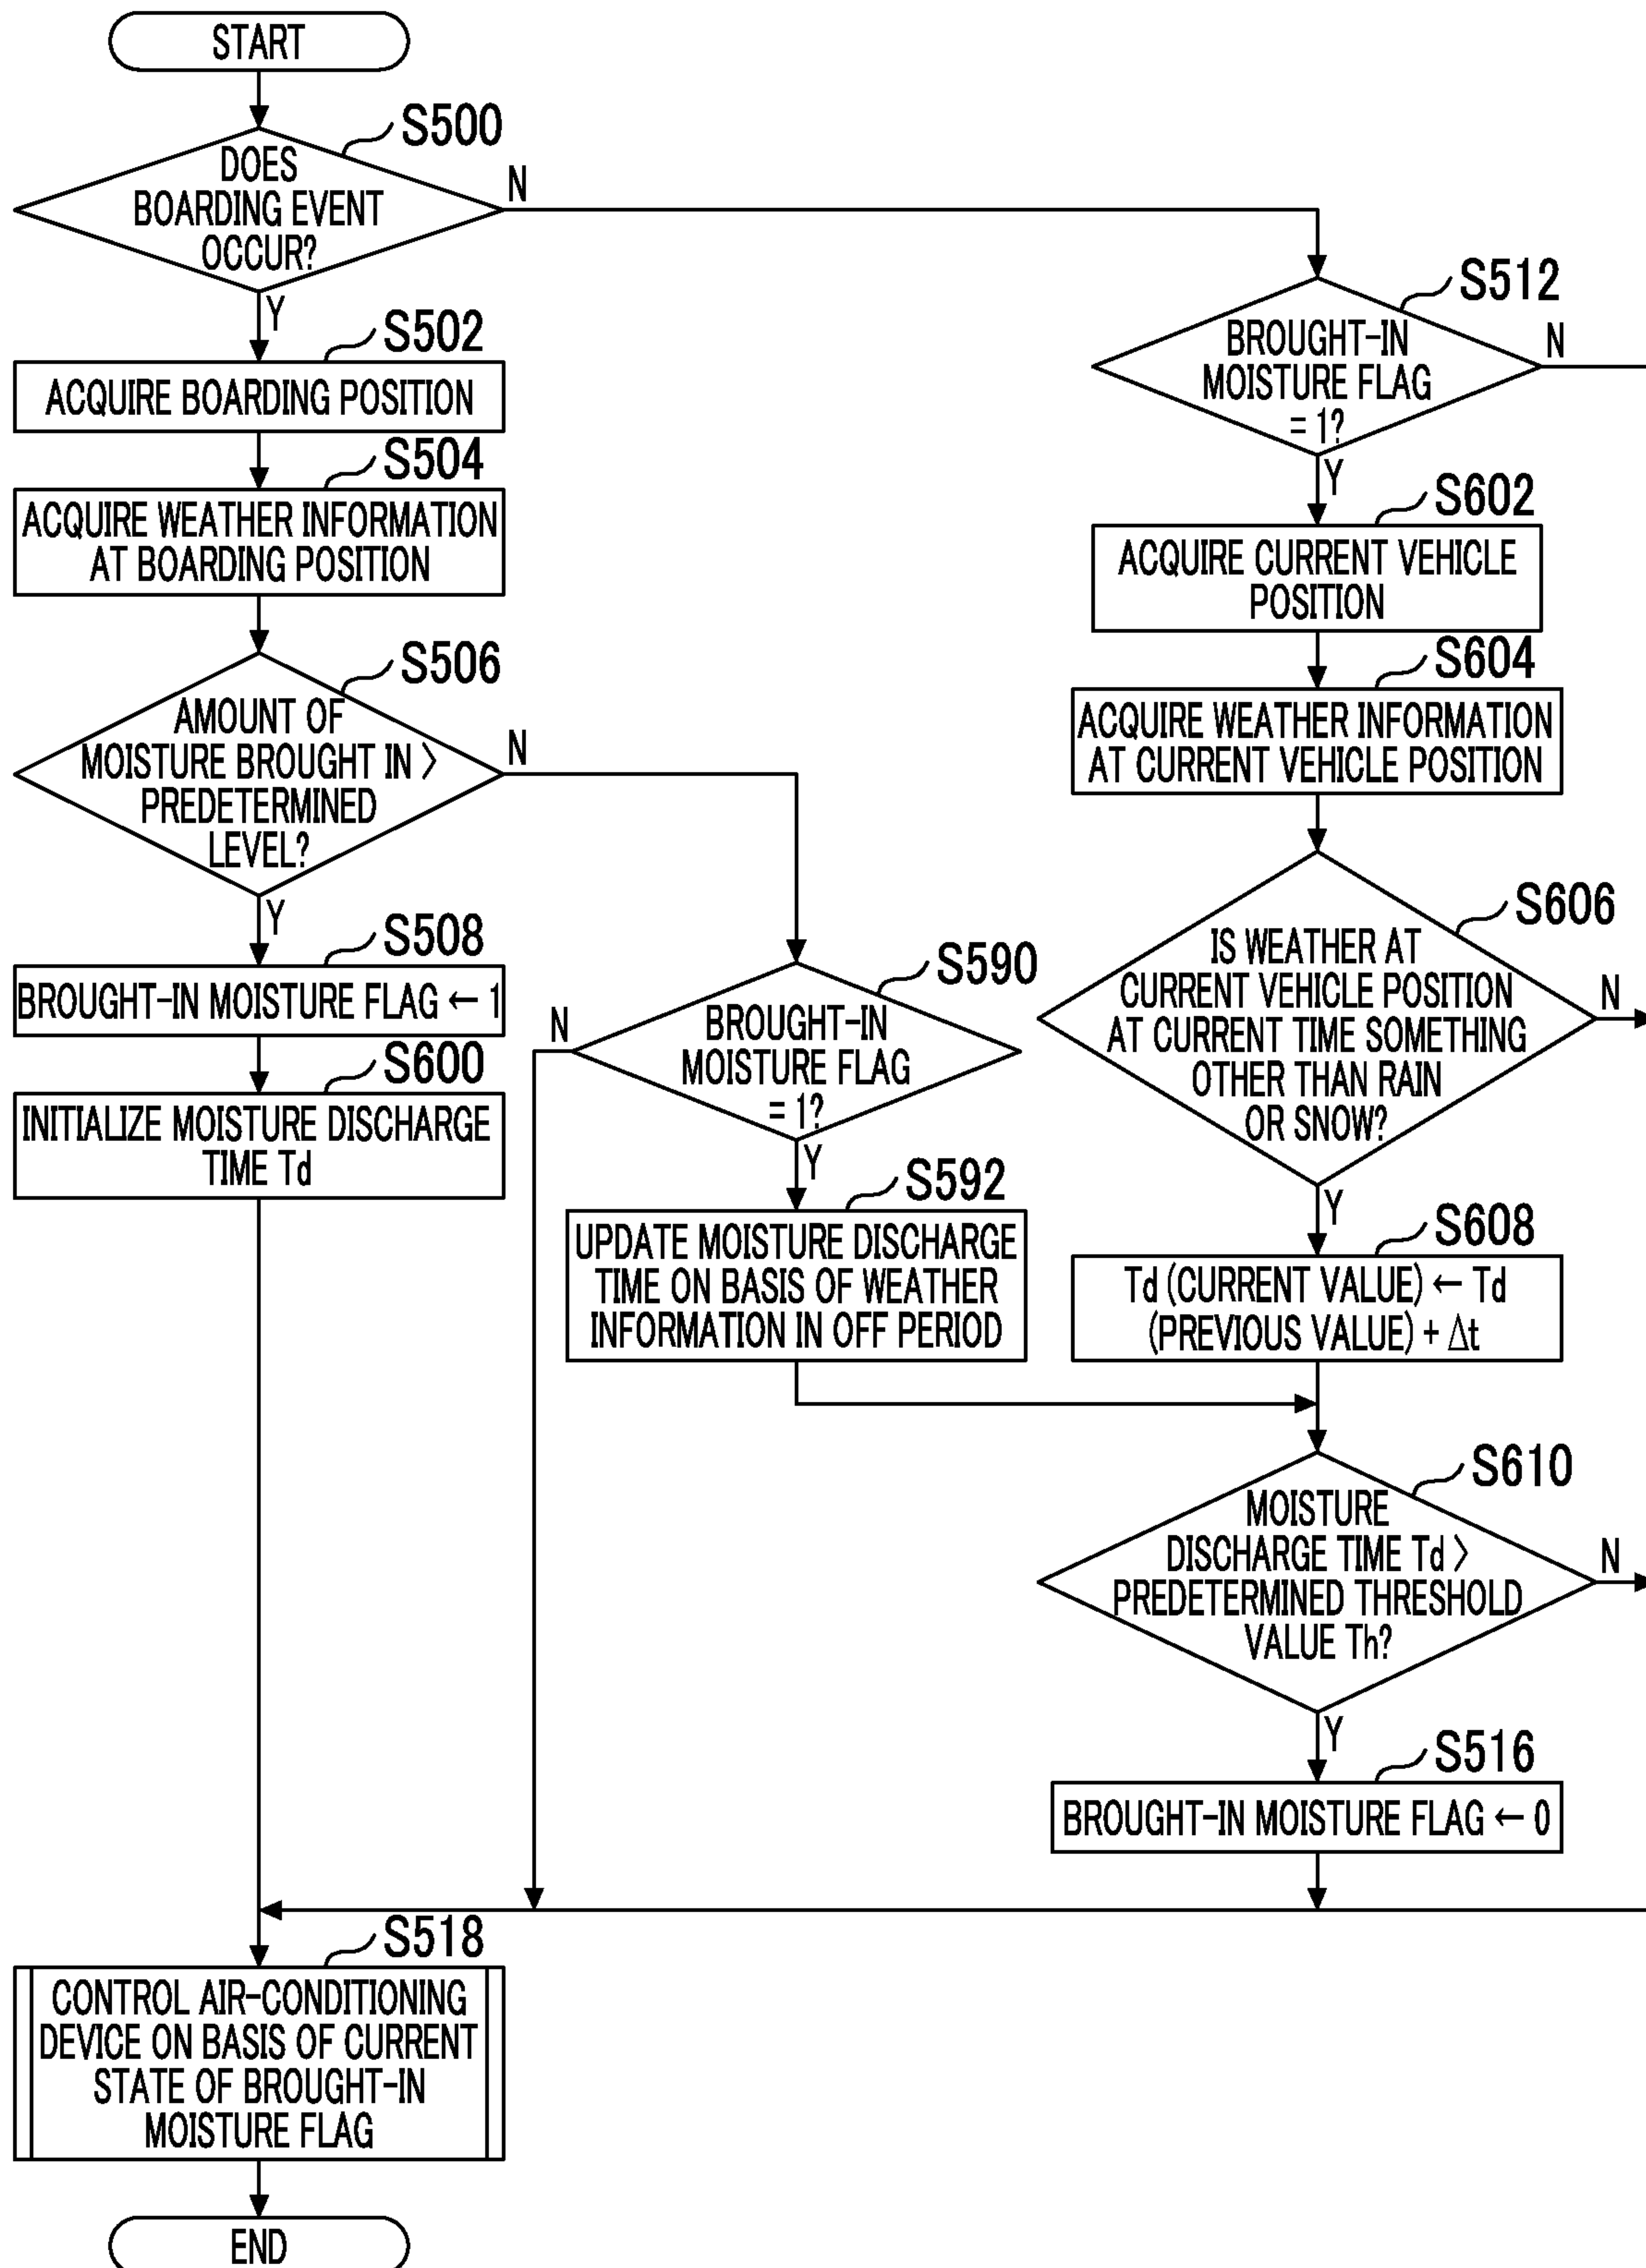 START
S500
DOES
BOARDING EVENT
OCCUR?
N
Y
S502
ACQUIRE BOARDING POSITION
S504
ACQUIRE WEATHER INFORMATION
AT BOARDING POSITION
S506
AMOUNT OF
MOISTURE BROUGHT IN >
PREDETERMINED
LEVEL?
N
Y
S508
BROUGHT-IN MOISTURE FLAG ← 1
S600
INITIALIZE MOISTURE DISCHARGE
TIME Td
S590
BROUGHT-IN
MOISTURE FLAG
= 1?
N
Y
S592
UPDATE MOISTURE DISCHARGE
TIME ON BASIS OF WEATHER
INFORMATION IN OFF PERIOD
S512
BROUGHT-IN
MOISTURE FLAG
= 1?
N
Y
S602
ACQUIRE CURRENT VEHICLE
POSITION
S604
ACQUIRE WEATHER INFORMATION
AT CURRENT VEHICLE POSITION
S606
IS WEATHER AT
CURRENT VEHICLE POSITION
AT CURRENT TIME SOMETHING
OTHER THAN RAIN
OR SNOW?
N
Y
S608
Td (CURRENT VALUE) ← Td
(PREVIOUS VALUE) + Δt
S610
MOISTURE
DISCHARGE TIME Td >
PREDETERMINED THRESHOLD
VALUE Th?
N
Y
S516
BROUGHT-IN MOISTURE FLAG ← 0
S518
CONTROL AIR-CONDITIONING
DEVICE ON BASIS OF CURRENT
STATE OF BROUGHT-IN
MOISTURE FLAG
END